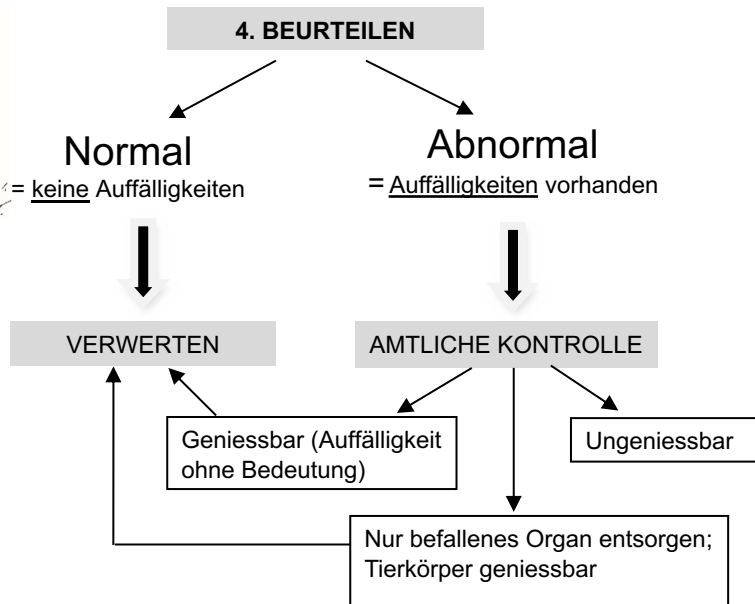 4. BEURTEILEN
Normal
= keine Auffälligkeiten
Abnormal
= Auffälligkeiten vorhanden
VERWERTEN
AMTLICHE KONTROLLE
Geniessbar (Auffälligkeit
ohne Bedeutung)
Ungeniessbar
Nur befallenes Organ entsorgen;
Tierkörper geniessbar